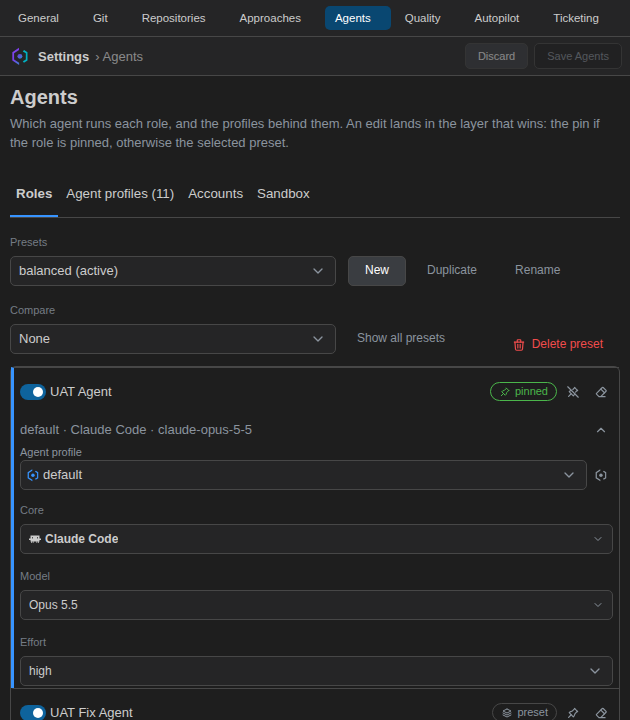 General Git Repositories Approaches Agents Quality Autopilot Ticketing
Settings › Agents Discard Save Agents
Agents
Which agent runs each role, and the profiles behind them. An edit lands in the layer that wins: the pin if
the role is pinned, otherwise the selected preset.
Roles Agent profiles (11) Accounts Sandbox
Presets
balanced (active) New Duplicate Rename
Compare
None Show all presets Delete preset
UAT Agent pinned
default · Claude Code · claude-opus-5-5
Agent profile
default
Core
Claude Code
Model
Opus 5.5
Effort
high
UAT Fix Agent preset